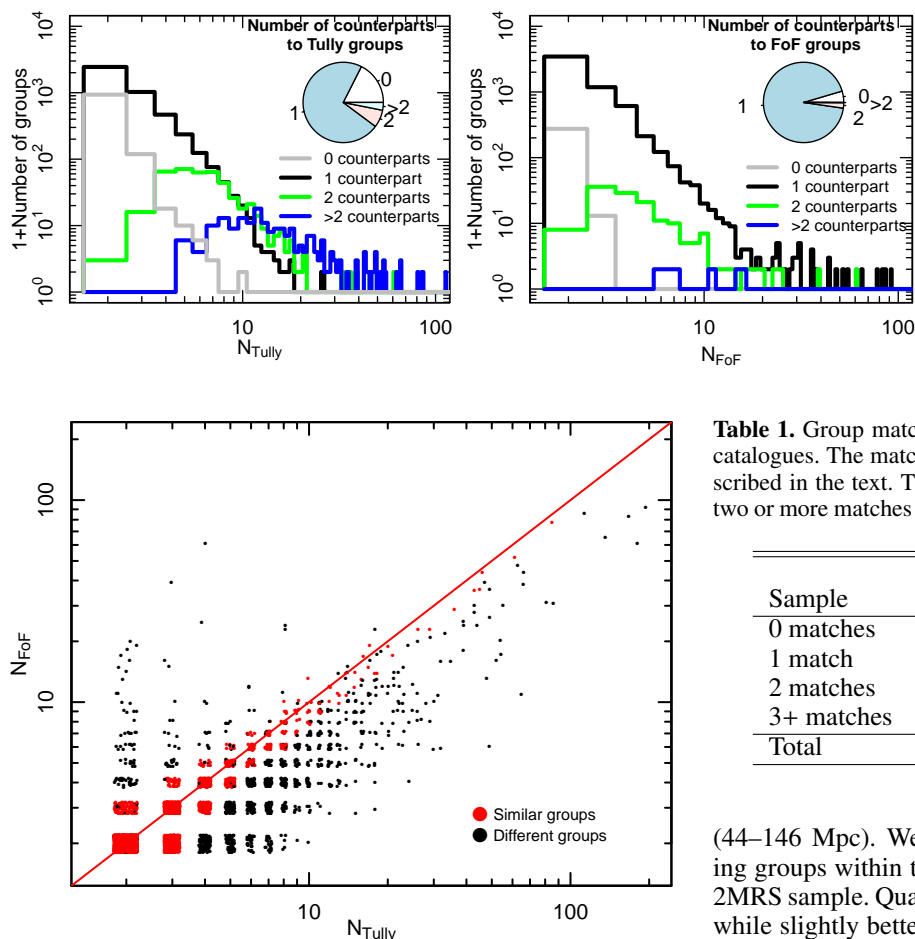 Number of counterparts
to Tully groups
0
1
2
>2
0 counterparts
1 counterpart
2 counterparts
>2 counterparts
1+Number of groups
10^0
10^1
10^2
10^3
10^4
10
100
N_Tully
Number of counterparts
to FoF groups
0
1
2
>2
0 counterparts
1 counterpart
2 counterparts
>2 counterparts
1+Number of groups
10^0
10^1
10^2
10^3
10^4
10
100
N_FoF
N_FoF
100
10
Similar groups
Different groups
10
100
N_Tully
Table 1. Group matc
catalogues. The match
scribed in the text. T
two or more matches
Sample
0 matches
1 match
2 matches
3+ matches
Total
(44–146 Mpc). We
ing groups within t
2MRS sample. Qua
while slightly bette